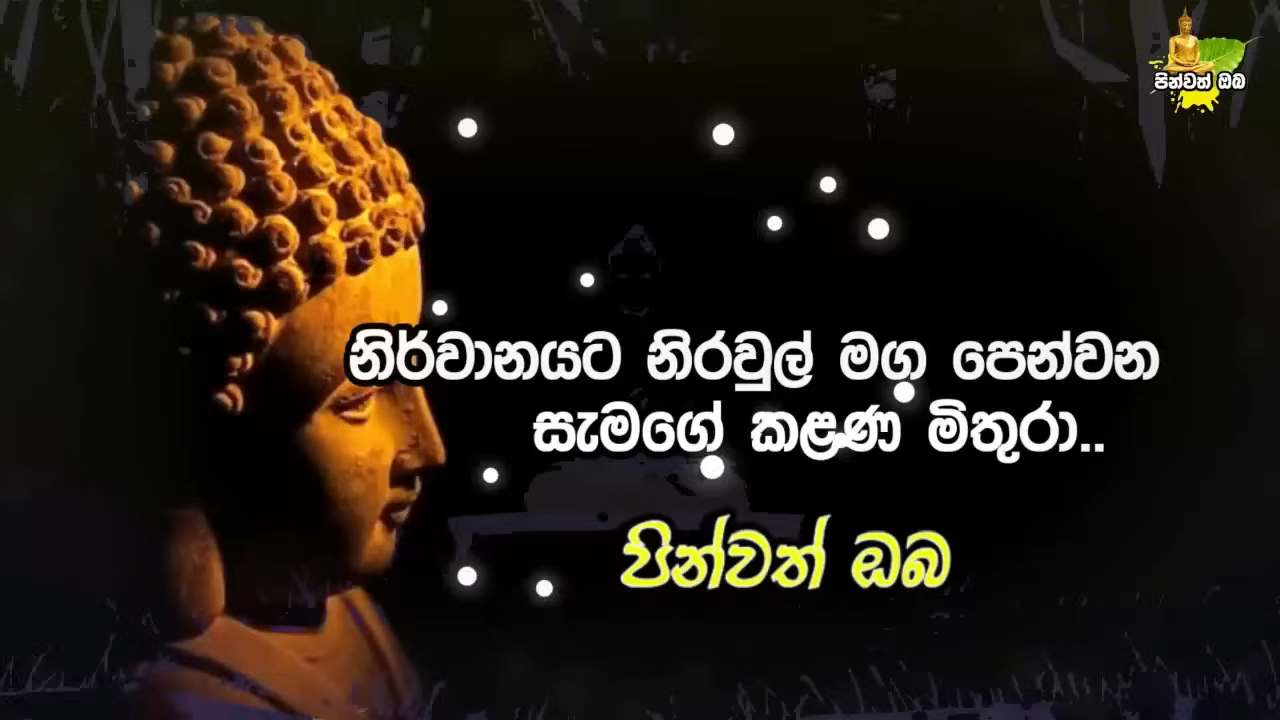 පින්වත් ඔබ
නිර්වානයට නිරවුල් මග පෙන්වන
සැමගේ කළණ මිතුරා..
පින්වත් ඔබ